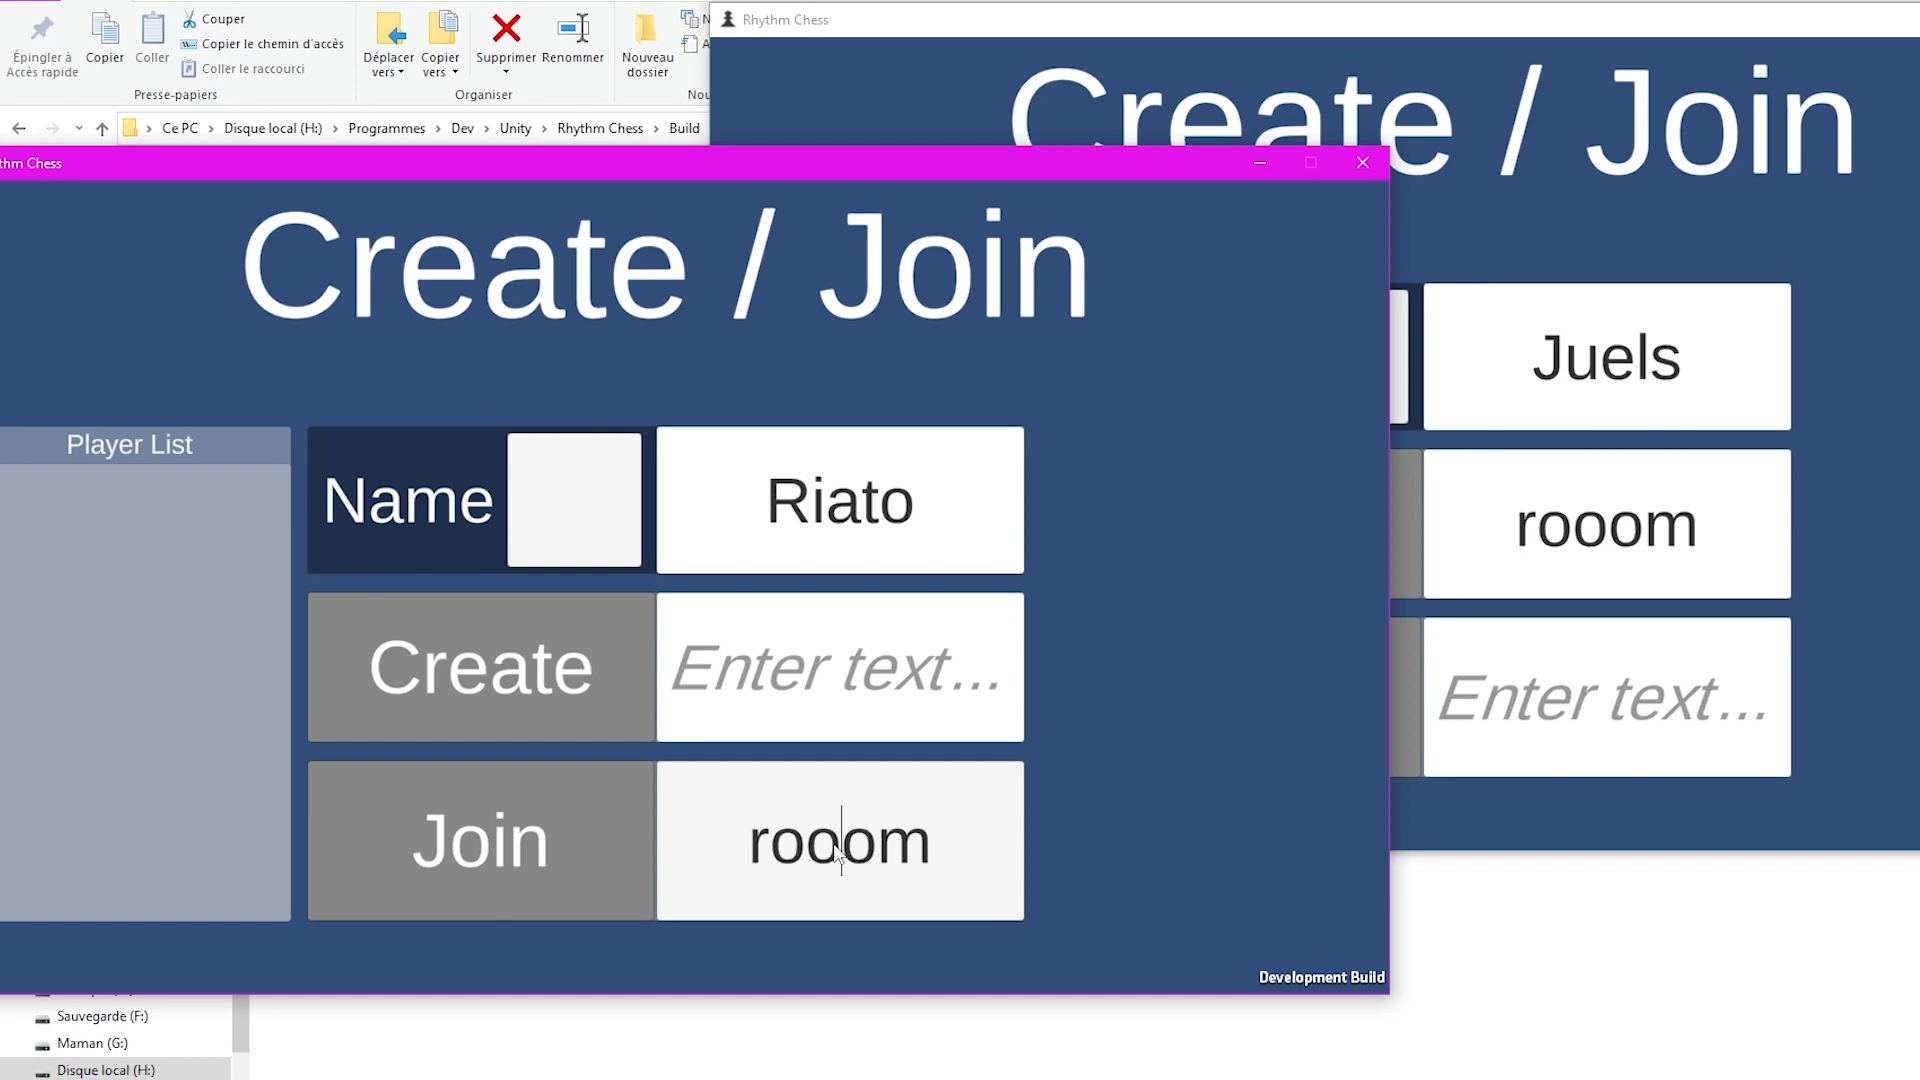 Épingler à
Accès rapide
Copier
Coller
Couper
Copier le chemin d'accès
Coller le raccourci
Presse-papiers
Déplacer
vers
Copier
vers
Supprimer
Renommer
Organiser
Nouveau
dossier
Rhythm Chess
Create / Join
Ce PC > Disque local (H:) > Programmes > Dev > Unity > Rhythm Chess > Build
thm Chess
Create / Join
Player List
Name
Riato
Create
Enter text...
Join
rooom
Development Build
Juels
rooom
Enter text...
Sauvegarde (F:)
Maman (G:)
Disque local (H:)